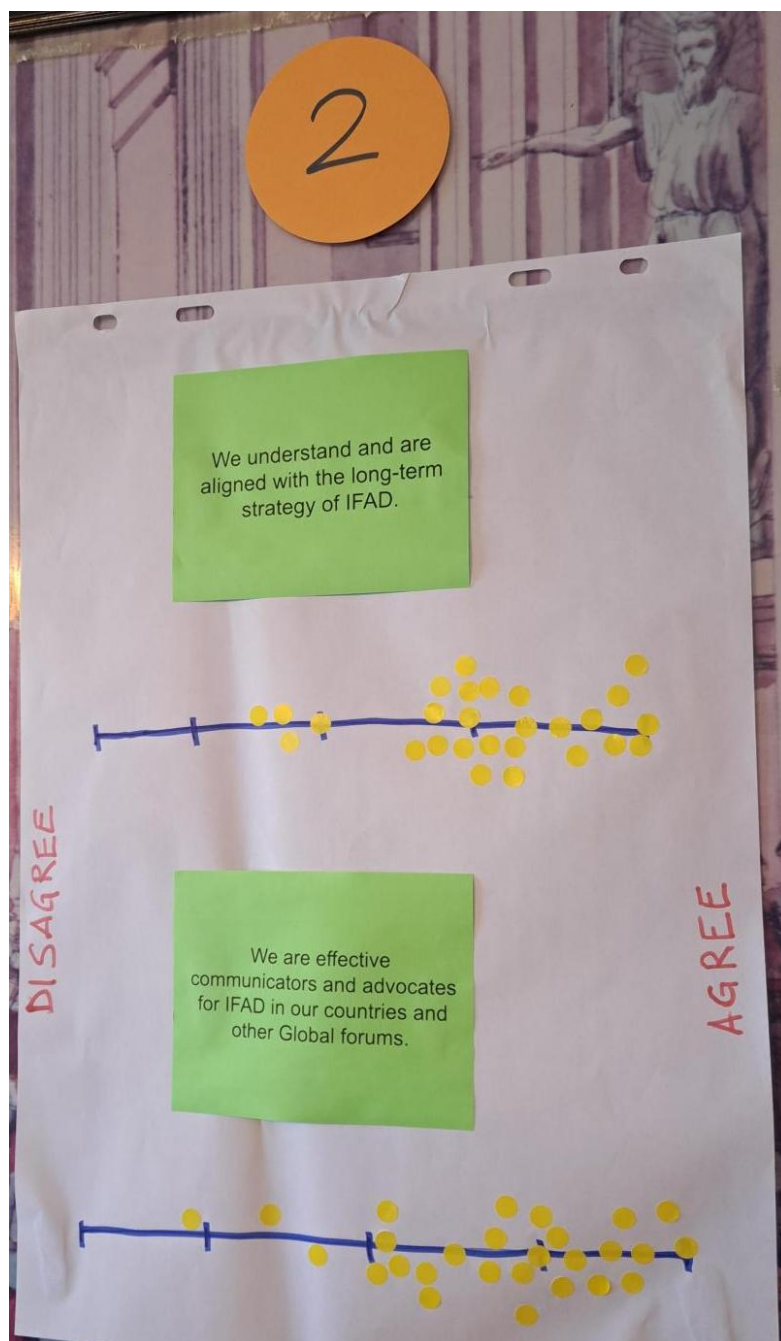 2
We understand and are
aligned with the long-term
strategy of IFAD.
DISAGREE
AGREE
We are effective
communicators and advocates
for IFAD in our countries and
other Global forums.